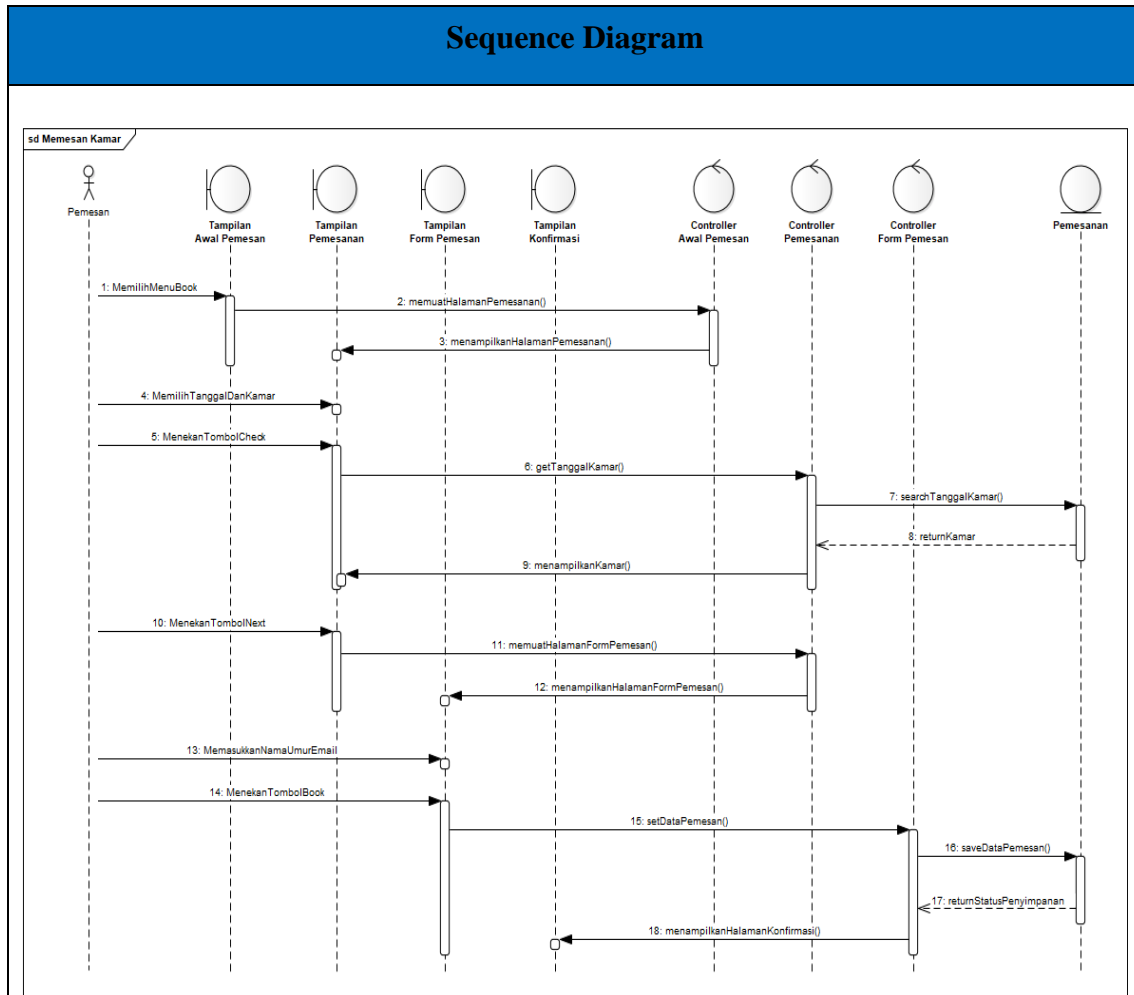 Sequence Diagram
sd Memesan Kamar
Pemesan
Tampilan
Awal Pemesan
Tampilan
Pemesanan
Tampilan
Form Pemesan
Tampilan
Konfirmasi
Controller
Awal Pemesan
Controller
Pemesanan
Controller
Form Pemesan
Pemesanan
1: MemilihMenuBook
2: memuatHalamanPemesanan()
3: menampilkanHalamanPemesanan()
4: MemilihTanggalDanKamar
5: MenekanTombolCheck
6: getTanggalKamar()
7: searchTanggalKamar()
8: returnKamar
9: menampilkanKamar()
10: MenekanTombolNext
11: memuatHalamanFormPemesan()
12: menampilkanHalamanFormPemesan()
13: MemasukkanNamaUmurEmail
14: MenekanTombolBook
15: setDataPemesan()
16: saveDataPemesan()
17: returnStatusPenyimpanan
18: menampilkanHalamanKonfirmasi()